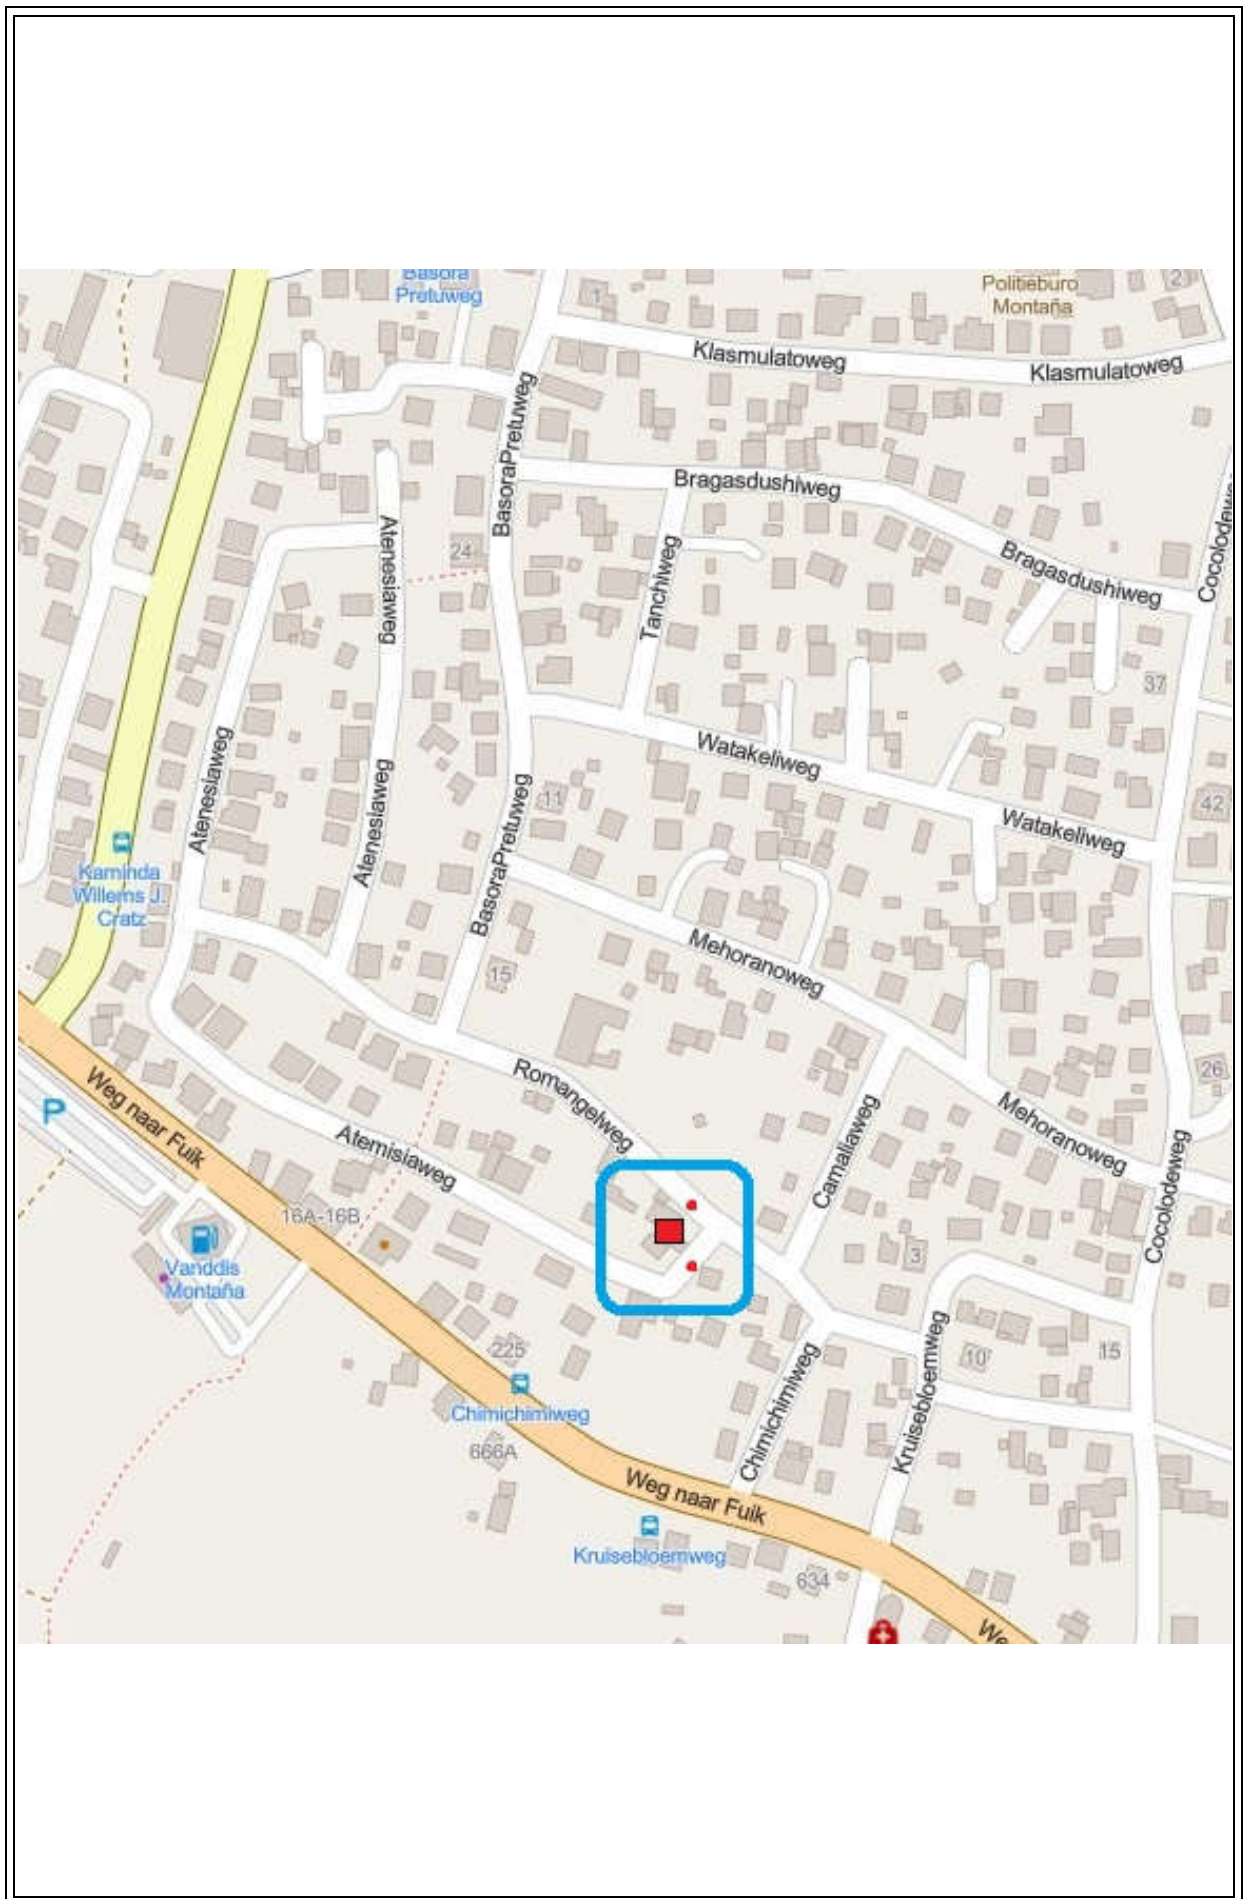 Basora
Pretuweg
Politieburo
Montaña
1
2
Klasmulatoweg
Klasmulatoweg
BasoraPretuweg
Bragasdushiweg
Bragasdushiweg
Cocolodeweg
Atenesiaweg
24
Tanchiweg
37
Atenesiaweg
Atenesiaweg
Watakeliweg
Watakeliweg
11
42
BasoraPretuweg
Kaminda
Willems J.
Cratz
15
Mehoranoweg
Mehoranoweg
26
P
Weg naar Fuik
Romangelweg
Atemisiaweg
Camaliaweg
Cocolodeweg
16A-16B
3
Vanddis
Montaña
225
10
15
Chimichimiweg
Chimichimiweg
Kruisebloemweg
666A
Weg naar Fuik
Kruisebloemweg
634
We